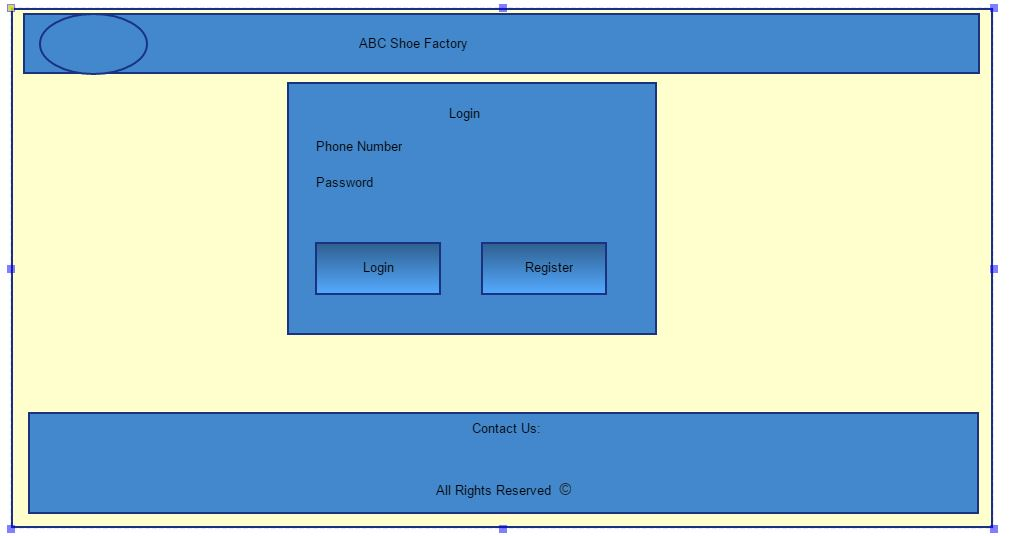 ABC Shoe Factory
Login
Phone Number
Password
Login Register
Contact Us:
All Rights Reserved ©